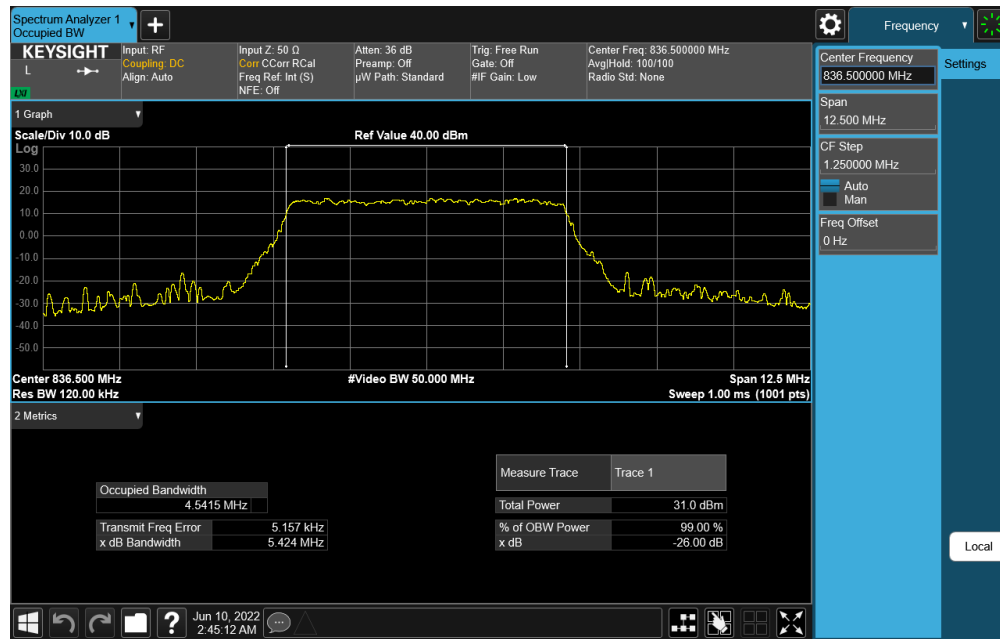 Spectrum Analyzer 1
Occupied BW
+
Frequency
KEYSIGHT
L
LXI
Input: RF
Coupling: DC
Align: Auto
Input Z: 50 Ω
Corr CCorr RCal
Freq Ref: Int (S)
NFE: Off
Atten: 36 dB
Preamp: Off
µW Path: Standard
Trig: Free Run
Gate: Off
#IF Gain: Low
Center Freq: 836.500000 MHz
Avg|Hold: 100/100
Radio Std: None
Center Frequency
836.500000 MHz
Settings
Span
12.500 MHz
CF Step
1.250000 MHz
Auto
Man
Freq Offset
0 Hz
1 Graph
Scale/Div 10.0 dB
Ref Value 40.00 dBm
Log
30.0
20.0
10.0
0.00
-10.0
-20.0
-30.0
-40.0
-50.0
Center 836.500 MHz
#Video BW 50.000 MHz
Span 12.5 MHz
Res BW 120.00 kHz
Sweep 1.00 ms (1001 pts)
2 Metrics
Occupied Bandwidth
4.5415 MHz
Transmit Freq Error 5.157 kHz
x dB Bandwidth 5.424 MHz
Measure Trace Trace 1
Total Power 31.0 dBm
% of OBW Power 99.00 %
x dB -26.00 dB
Local
?
Jun 10, 2022
2:45:12 AM